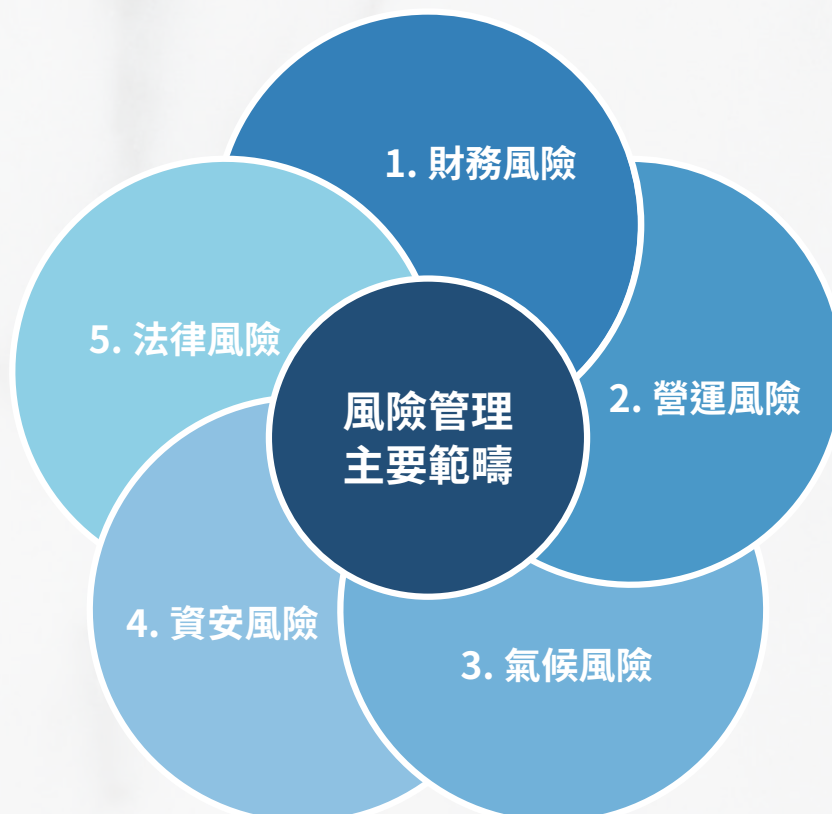 1. 財務風險
2. 營運風險
3. 氣候風險
4. 資安風險
5. 法律風險
風險管理
主要範疇